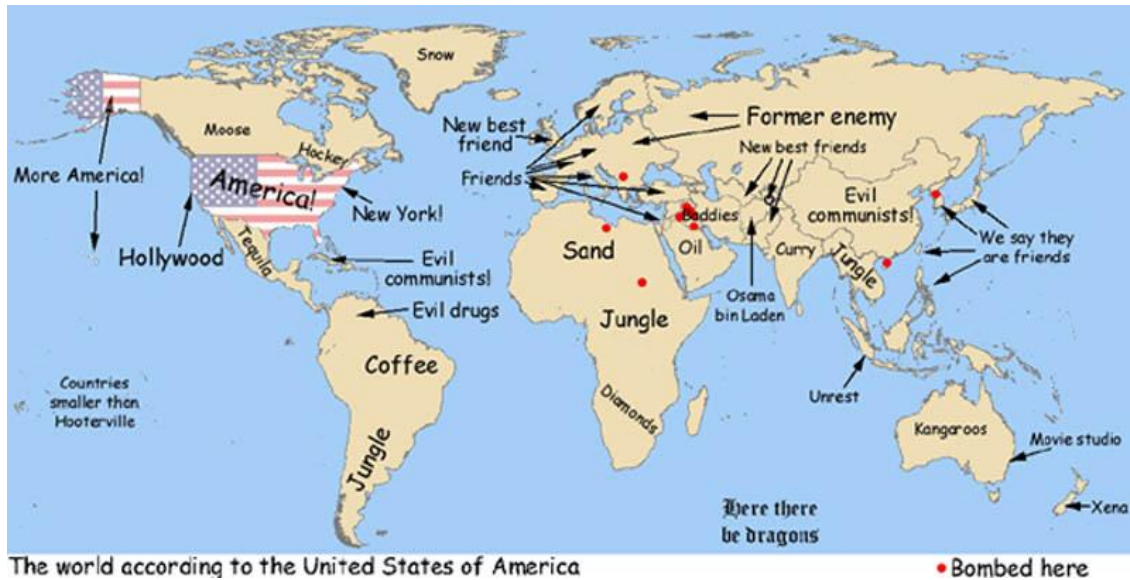 Snow
Moose
Hockey
More America!
America!
New York!
Hollywood
Tequila
Evil
communists!
Evil drugs
Coffee
Jungle
Countries
smaller than
Hooterville
New best
friend
Friends
Former enemy
New best friends
Baddies
Evil
communists!
Sand
Oil
Curry
Jungle
We say they
are friends
Osama
bin Laden
Jungle
Diamonds
Unrest
Kangaroos
Movie studio
Xena
Here there
be dragons
The world according to the United States of America
Bombed here